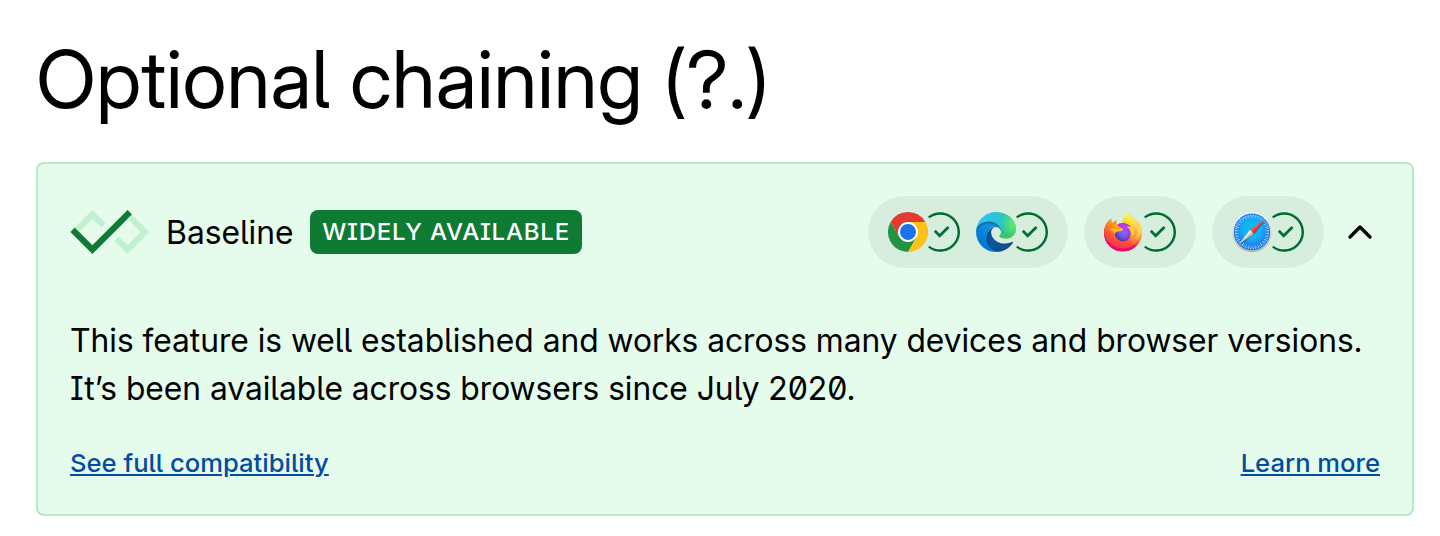 Optional chaining (?.)
Baseline WIDELY AVAILABLE
This feature is well established and works across many devices and browser versions.
It’s been available across browsers since July 2020.
See full compatibility
Learn more